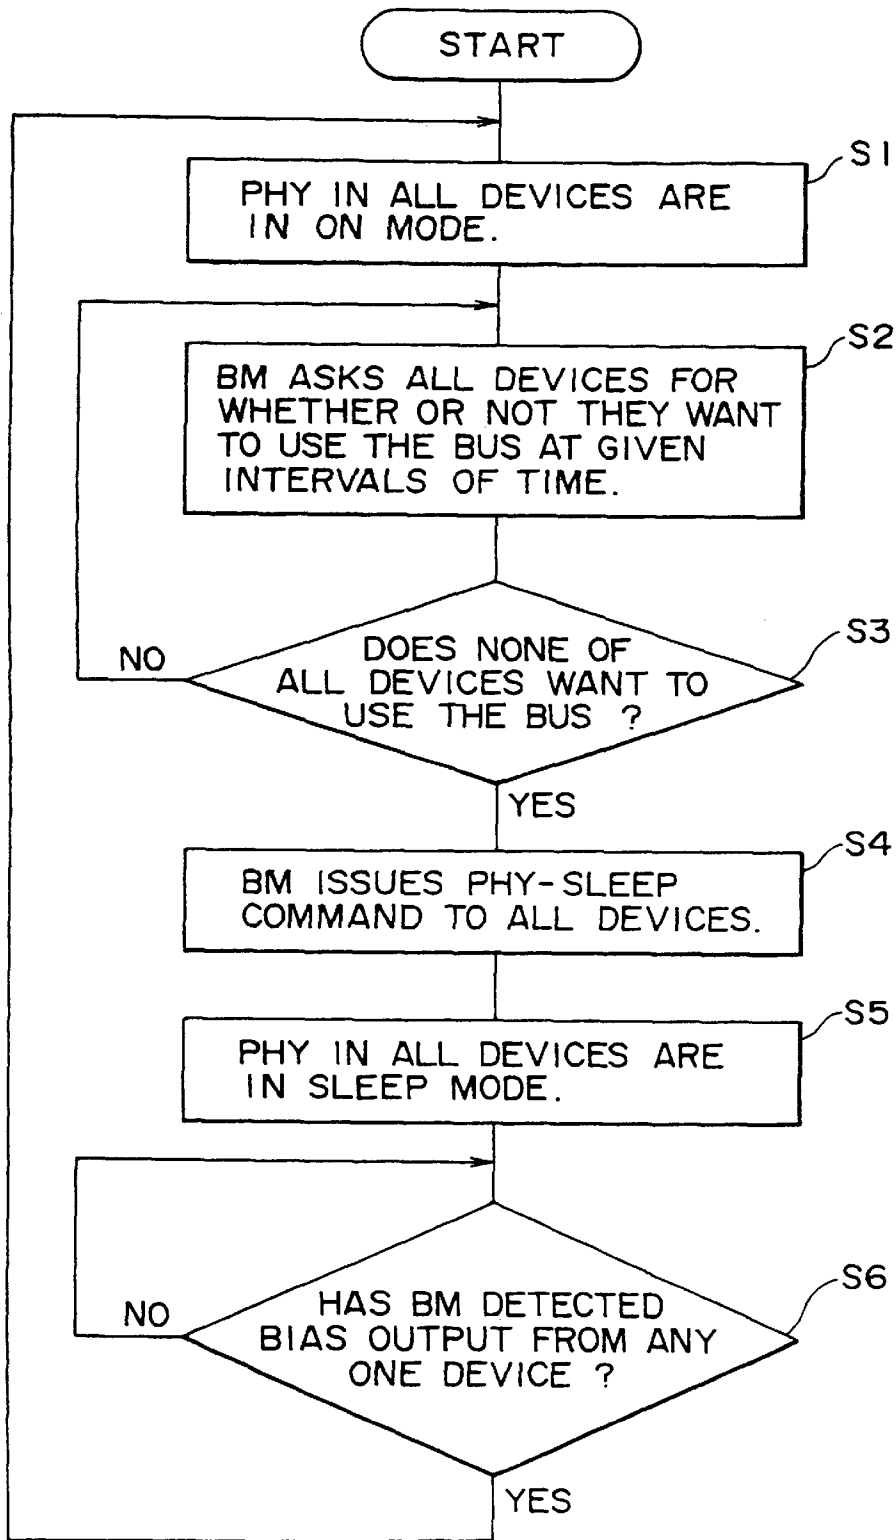 START
S1
PHY IN ALL DEVICES ARE
IN ON MODE.
S2
BM ASKS ALL DEVICES FOR
WHETHER OR NOT THEY WANT
TO USE THE BUS AT GIVEN
INTERVALS OF TIME.
S3
NO
DOES NONE OF
ALL DEVICES WANT TO
USE THE BUS ?
YES
S4
BM ISSUES PHY-SLEEP
COMMAND TO ALL DEVICES.
S5
PHY IN ALL DEVICES ARE
IN SLEEP MODE.
S6
NO
HAS BM DETECTED
BIAS OUTPUT FROM ANY
ONE DEVICE ?
YES